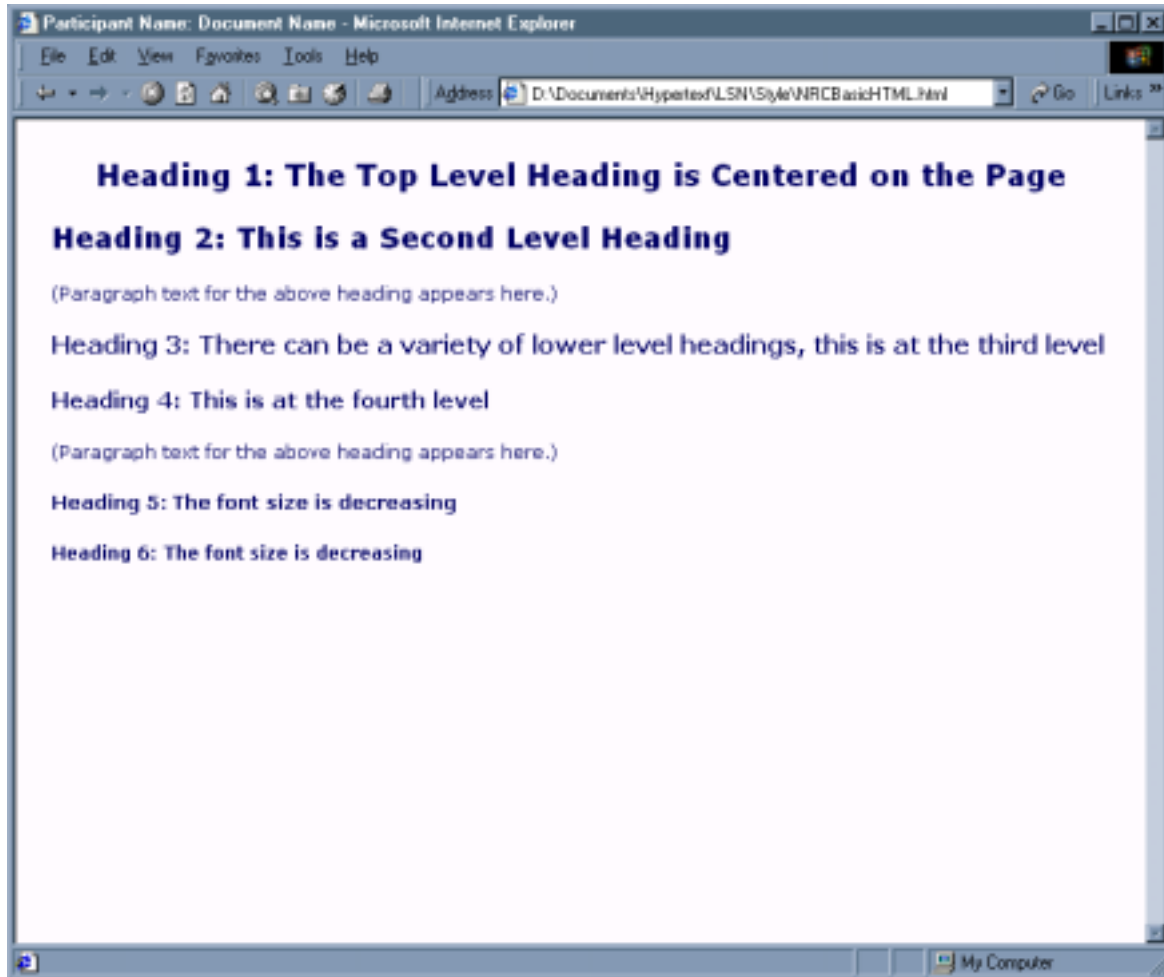 Participant Name: Document Name - Microsoft Internet Explorer
File Edit View Favorites Tools Help
Address D:\Documents\Hypertext\LSN\Style\NRCBasicHTML.html Go Links »
Heading 1: The Top Level Heading is Centered on the Page
Heading 2: This is a Second Level Heading
(Paragraph text for the above heading appears here.)
Heading 3: There can be a variety of lower level headings, this is at the third level
Heading 4: This is at the fourth level
(Paragraph text for the above heading appears here.)
Heading 5: The font size is decreasing
Heading 6: The font size is decreasing
My Computer